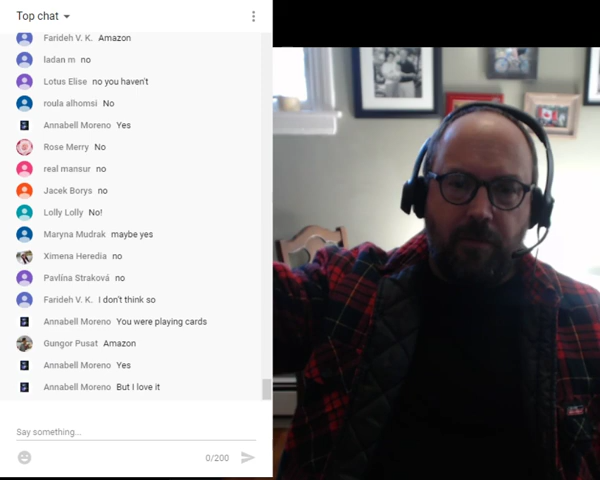 Top chat
Farideh V. K. Amazon
ladan m no
Lotus Elise no you haven't
roula alhomsi No
Annabell Moreno Yes
Rose Merry No
real mansur no
Jacek Borys no
Lolly Lolly No!
Maryna Mudrak maybe yes
Ximena Heredia no
Pavlína Straková no
Farideh V. K. I don't think so
Annabell Moreno You were playing cards
Gungor Pusat Amazon
Annabell Moreno Yes
Annabell Moreno But I love it
Say something...
0/200